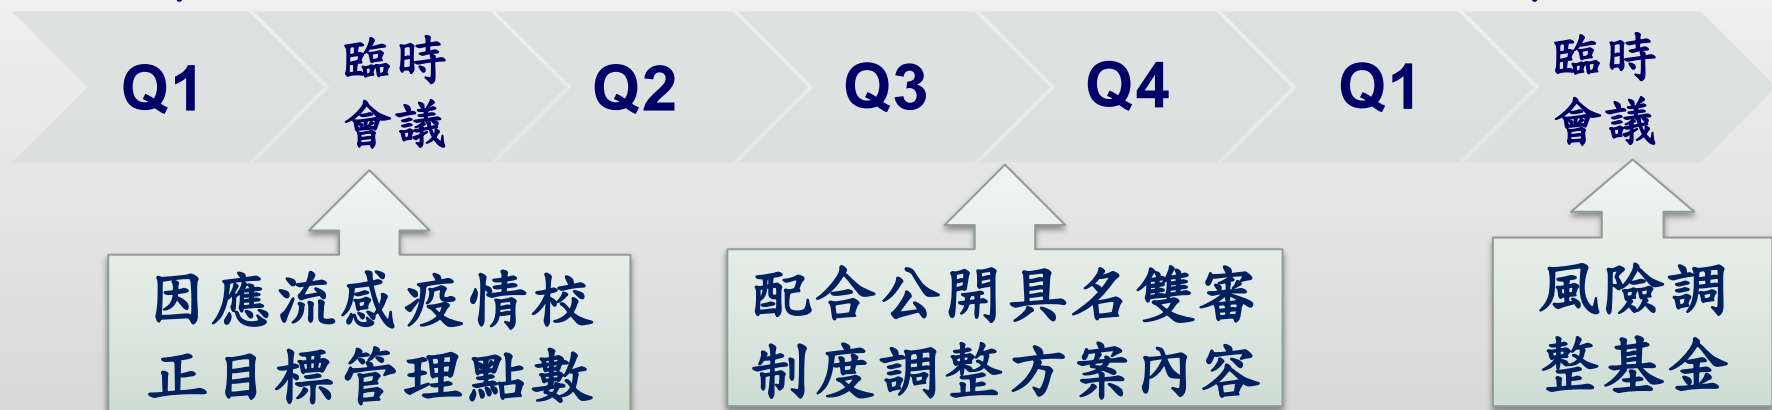 Q1
臨時
會議
Q2
Q3
Q4
Q1
臨時
會議
因應流感疫情校
正目標管理點數
配合公開具名雙審
制度調整方案內容
風險調
整基金